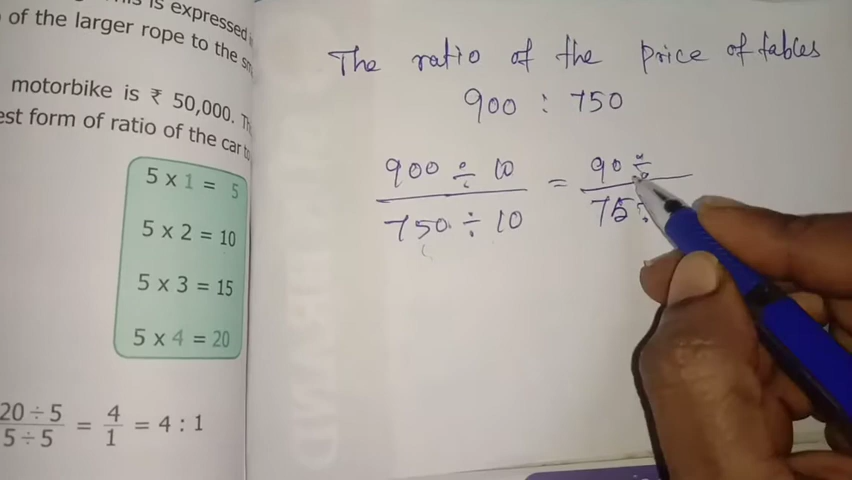 is expressed
of the larger rope to the
motorbike is ₹ 50,000.
est form of ratio of the car
5 x 1 = 5
5 x 2 = 10
5 x 3 = 15
5 x 4 = 20
20 ÷ 5 / 5 ÷ 5 = 4 / 1 = 4 : 1
The ratio of the price of tables
900 : 750
900 ÷ 10 / 750 ÷ 10 = 90 ÷ / 75 ÷